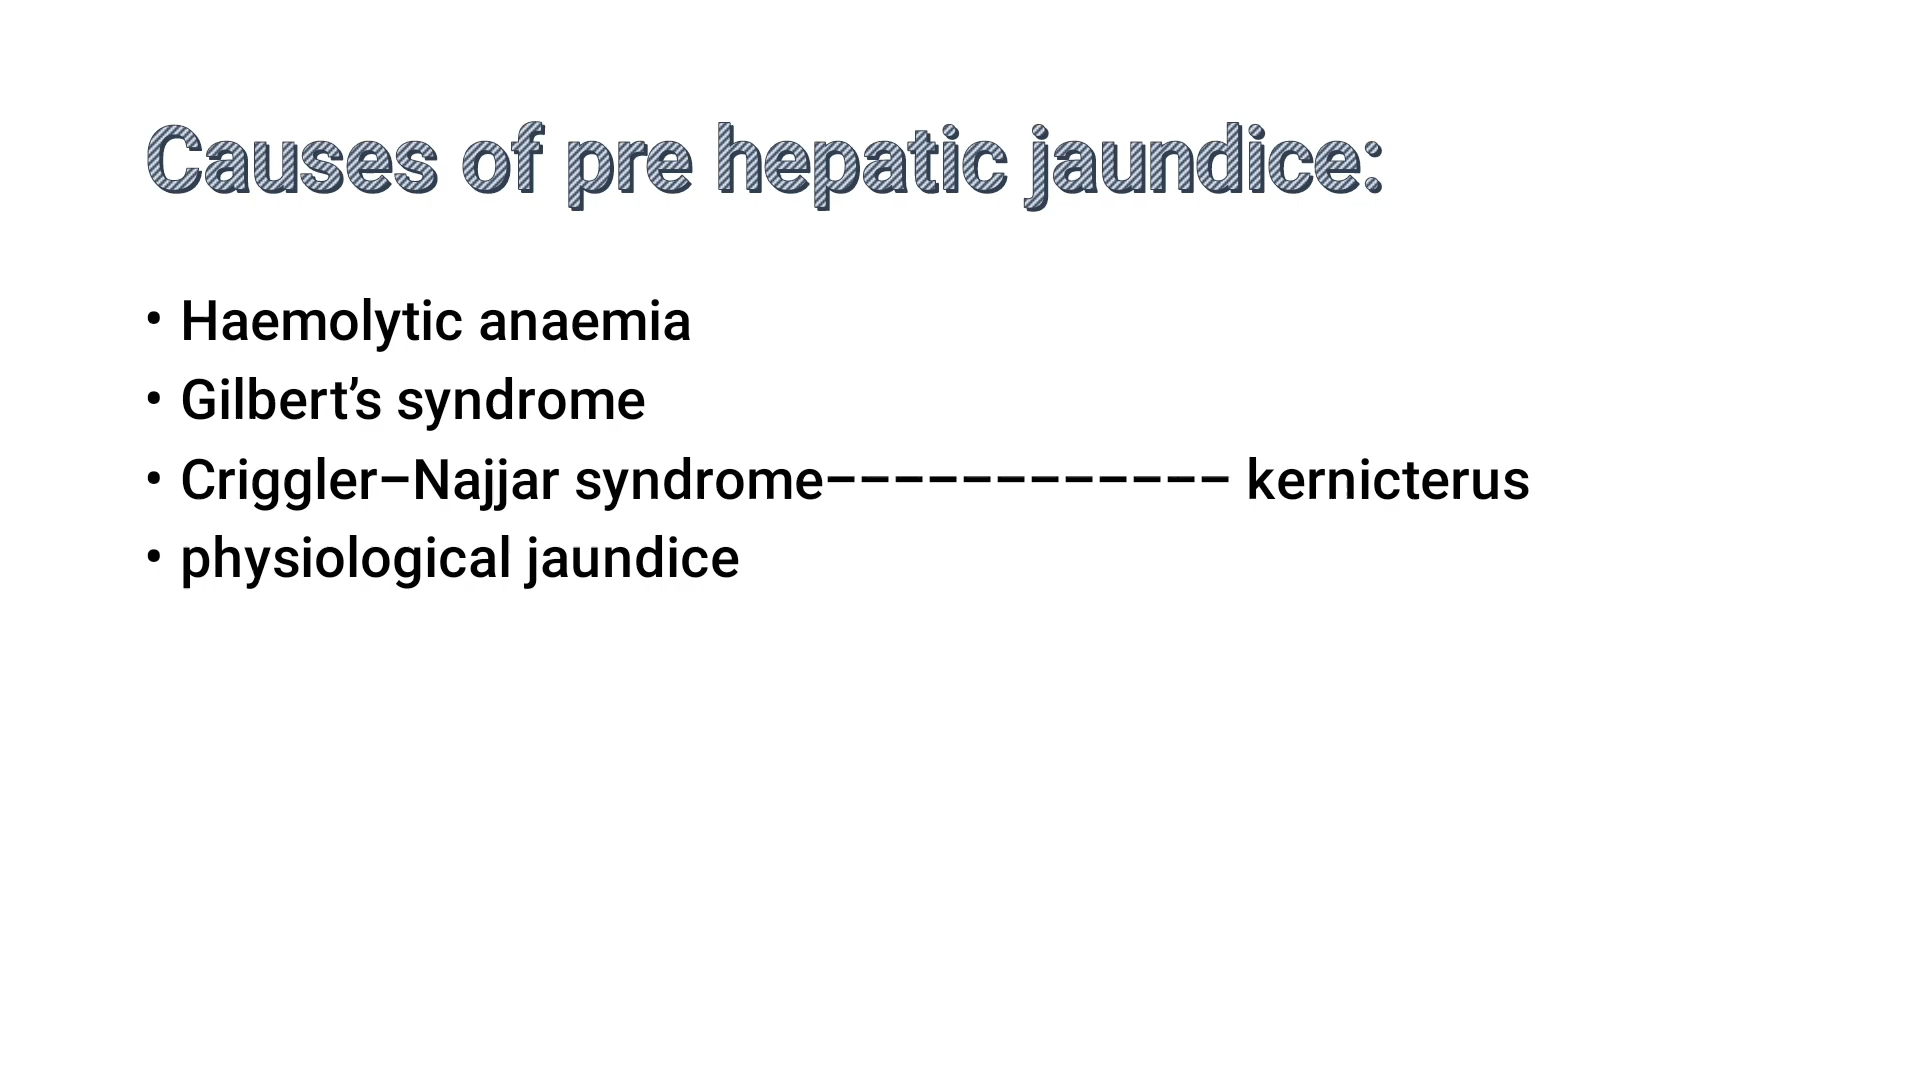 Causes of pre hepatic jaundice:
• Haemolytic anaemia
• Gilbert’s syndrome
• Criggler–Najjar syndrome–––––––––––– kernicterus
• physiological jaundice